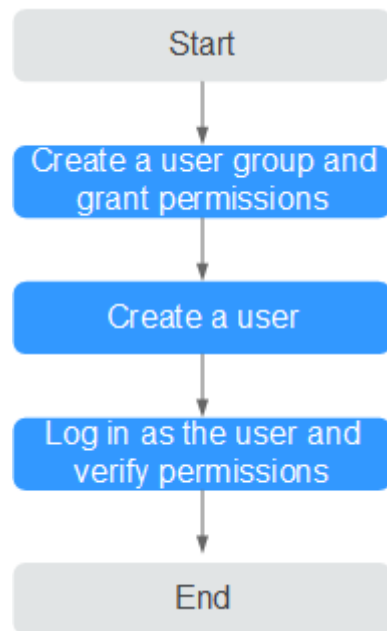 Start
Create a user group and
grant permissions
Create a user
Log in as the user and
verify permissions
End